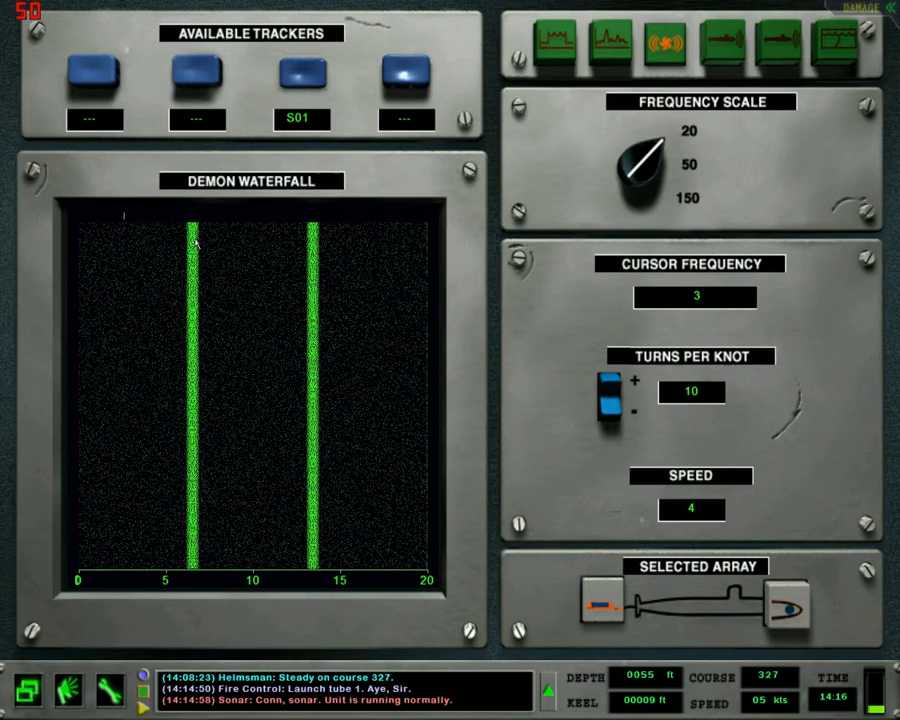 50
DAMAGE
AVAILABLE TRACKERS
---
---
S01
---
FREQUENCY SCALE
20
50
150
DEMON WATERFALL
0
5
10
15
20
CURSOR FREQUENCY
3
TURNS PER KNOT
+
-
10
SPEED
4
SELECTED ARRAY
(14:08:23) Helmsman: Steady on course 327.
(14:14:50) Fire Control: Launch tube 1. Aye, Sir.
(14:14:58) Sonar: Conn, sonar. Unit is running normally.
DEPTH 0055 ft
COURSE 327
TIME
KEEL 00009 ft
SPEED 05 kts
14:16